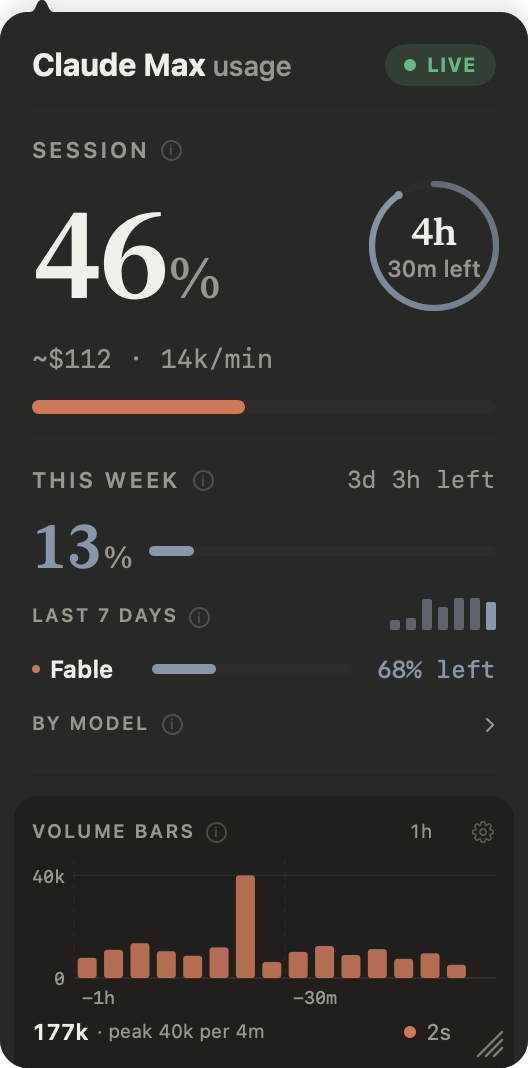 Claude Max usage
LIVE
SESSION
46%
4h
30m left
~$112 · 14k/min
THIS WEEK
3d 3h left
13%
LAST 7 DAYS
Fable
68% left
BY MODEL
VOLUME BARS
1h
40k
0
−1h
−30m
177k · peak 40k per 4m
2s